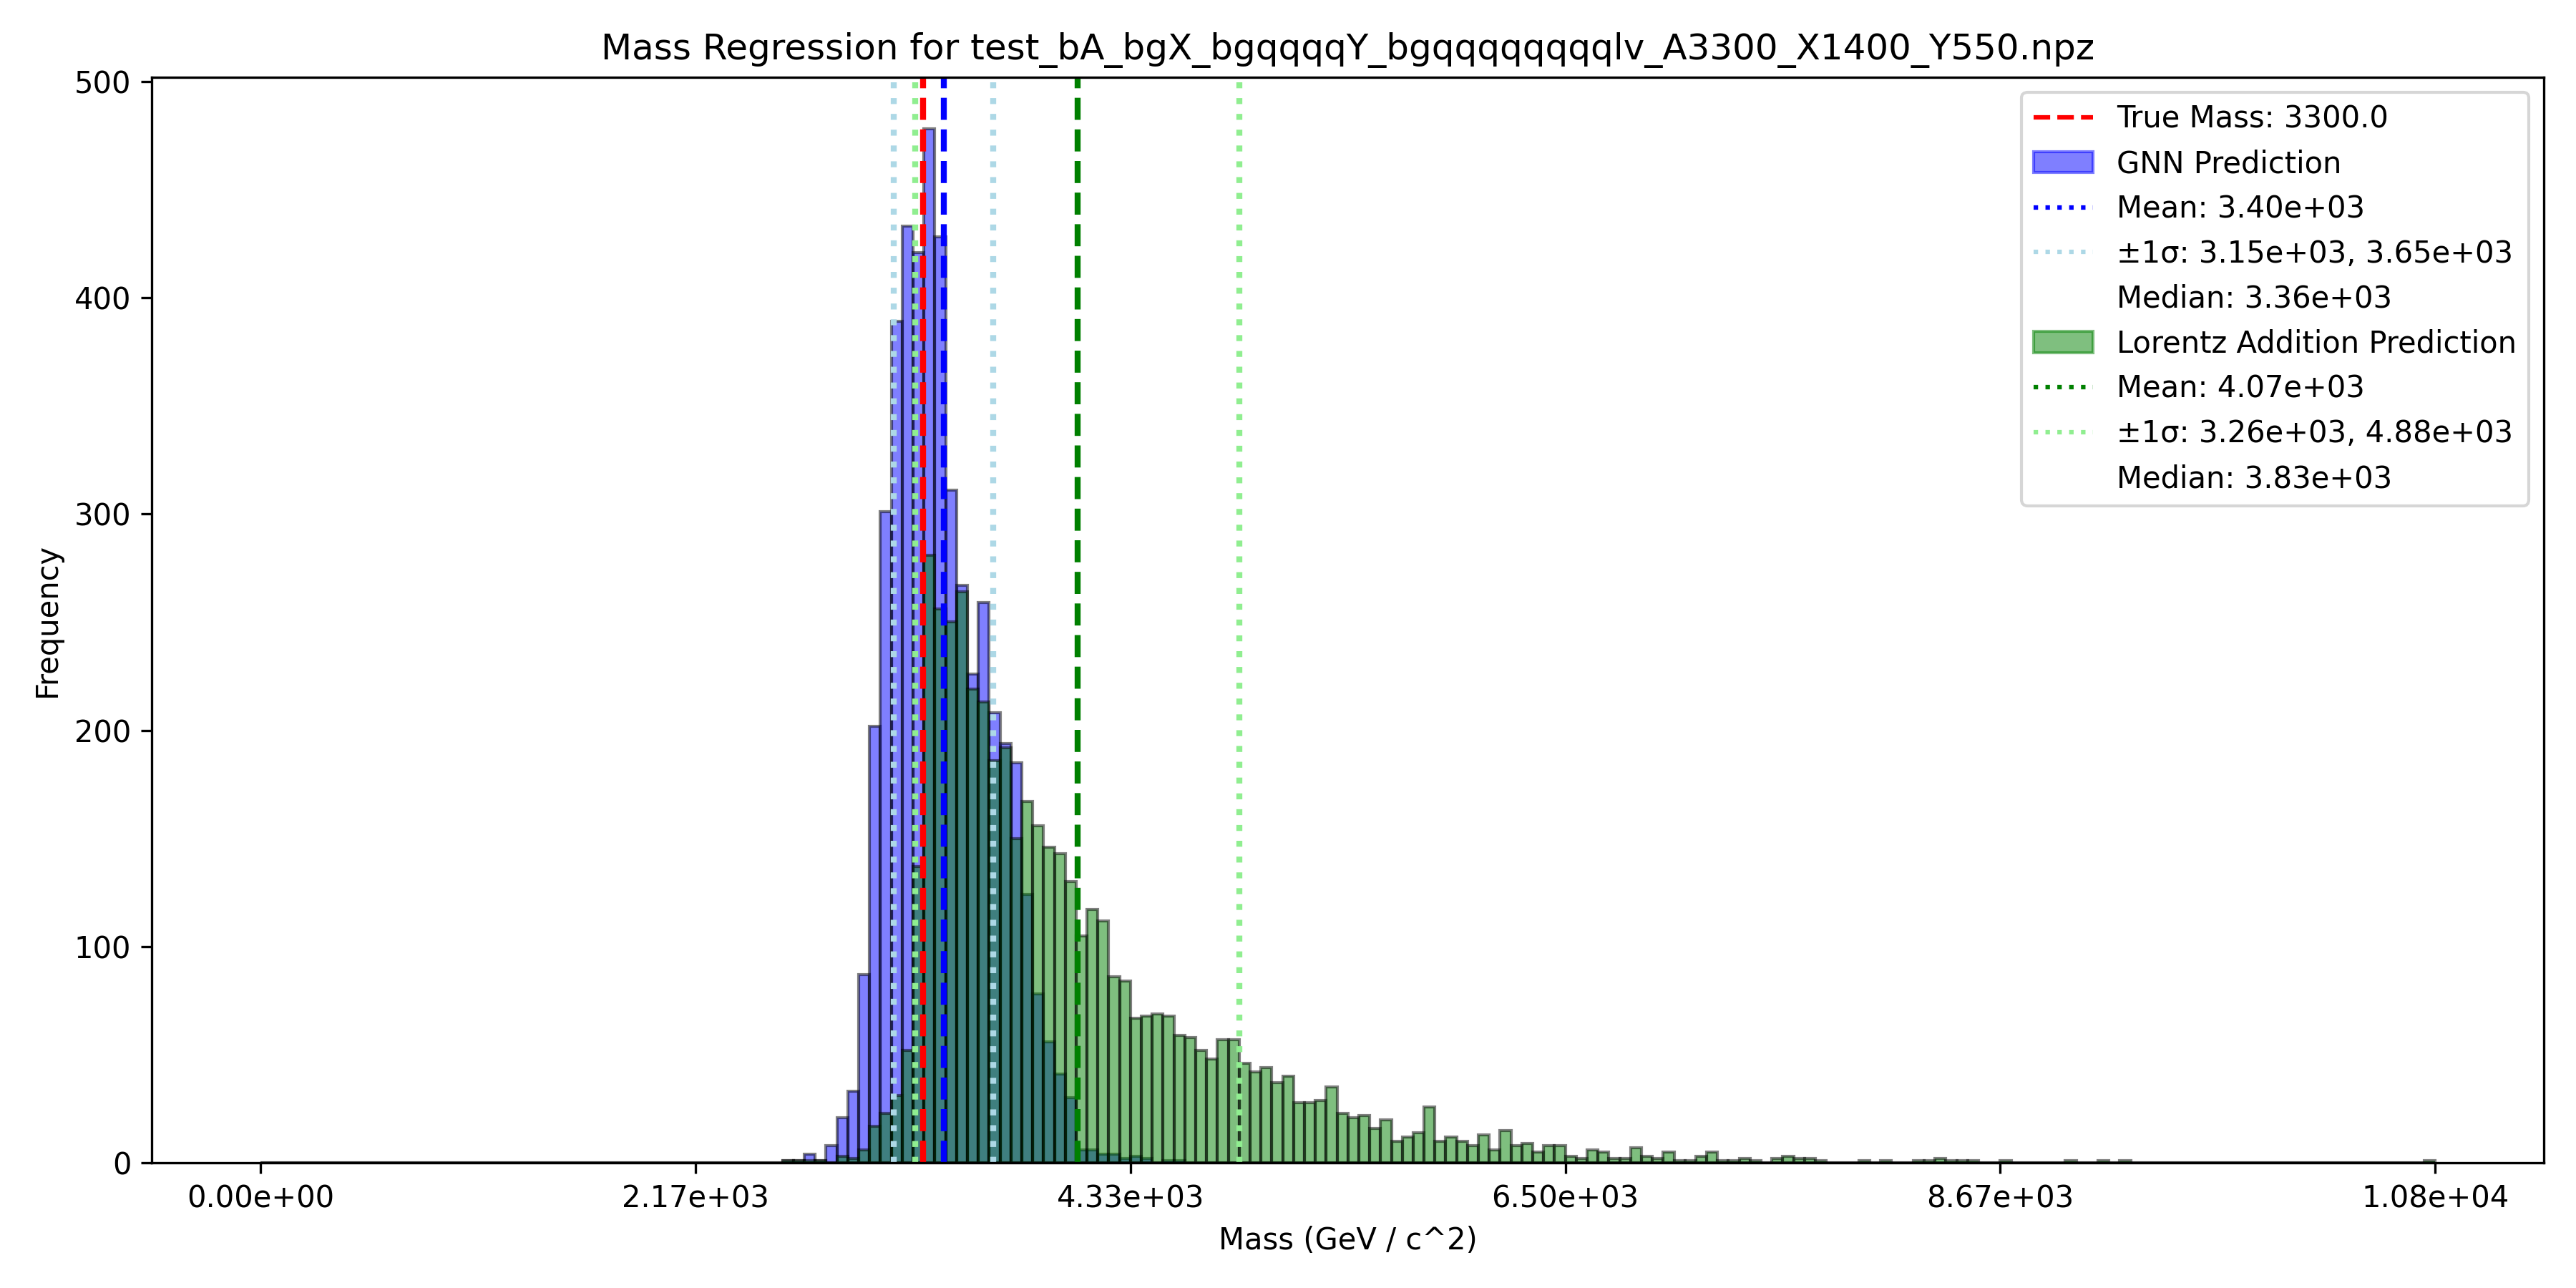 Mass Regression for test_bA_bgX_bgqqqqY_bgqqqqqqqqlv_A3300_X1400_Y550.npz
500
400
300
200
100
0
Frequency
True Mass: 3300.0
GNN Prediction
Mean: 3.40e+03
±1σ: 3.15e+03, 3.65e+03
Median: 3.36e+03
Lorentz Addition Prediction
Mean: 4.07e+03
±1σ: 3.26e+03, 4.88e+03
Median: 3.83e+03
0.00e+00 2.17e+03 4.33e+03 6.50e+03 8.67e+03 1.08e+04
Mass (GeV / c^2)